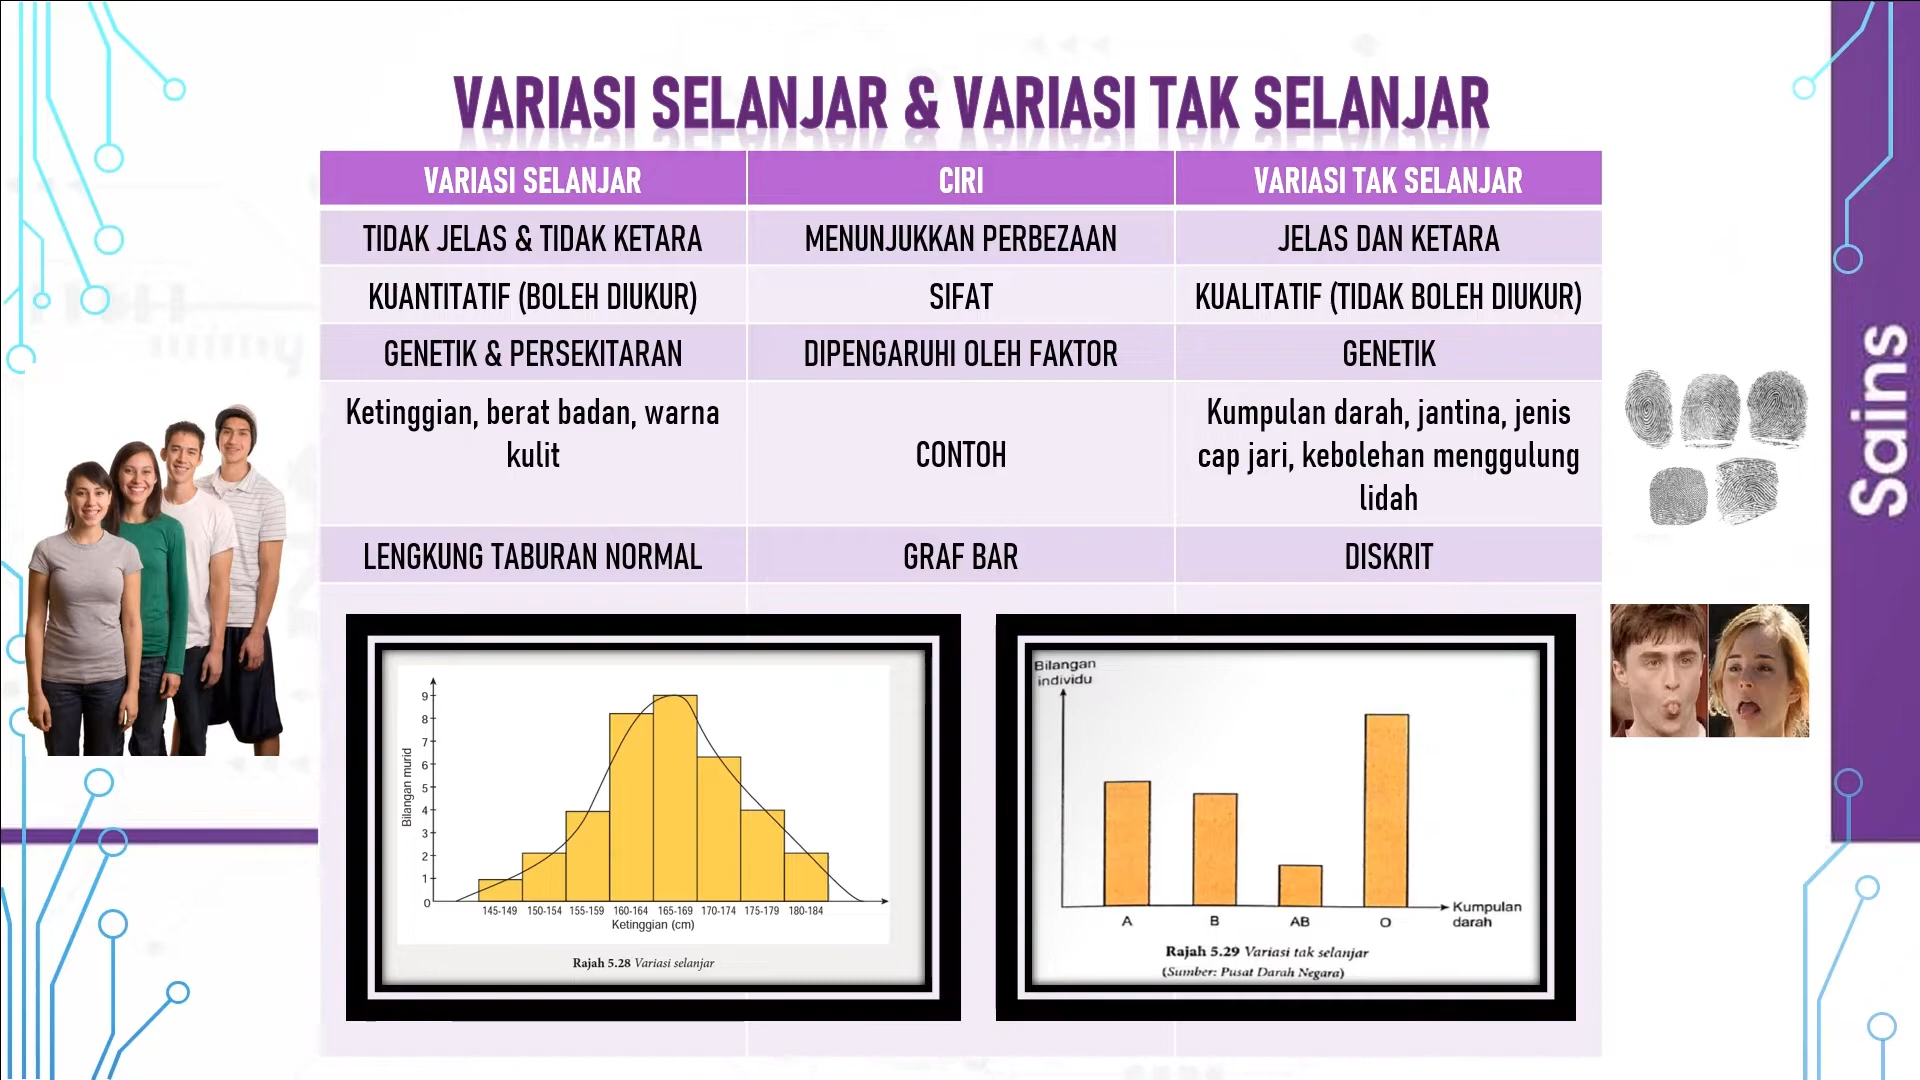 VARIASI SELANJAR & VARIASI TAK SELANJAR
VARIASI SELANJAR
CIRI
VARIASI TAK SELANJAR
TIDAK JELAS & TIDAK KETARA
MENUNJUKKAN PERBEZAAN
JELAS DAN KETARA
KUANTITATIF (BOLEH DIUKUR)
SIFAT
KUALITATIF (TIDAK BOLEH DIUKUR)
GENETIK & PERSEKITARAN
DIPENGARUHI OLEH FAKTOR
GENETIK
Ketinggian, berat badan, warna
kulit
CONTOH
Kumpulan darah, jantina, jenis
cap jari, kebolehan menggulung
lidah
LENGKUNG TABURAN NORMAL
GRAF BAR
DISKRIT
Bilangan murid
9
8
7
6
5
4
3
2
1
0
145-149 150-154 155-159 160-164 165-169 170-174 175-179 180-184
Ketinggian (cm)
Rajah 5.28 Variasi selanjar
Bilangan
individu
A B AB O
Kumpulan
darah
Rajah 5.29 Variasi tak selanjar
(Sumber: Pusat Darah Negara)
Sains